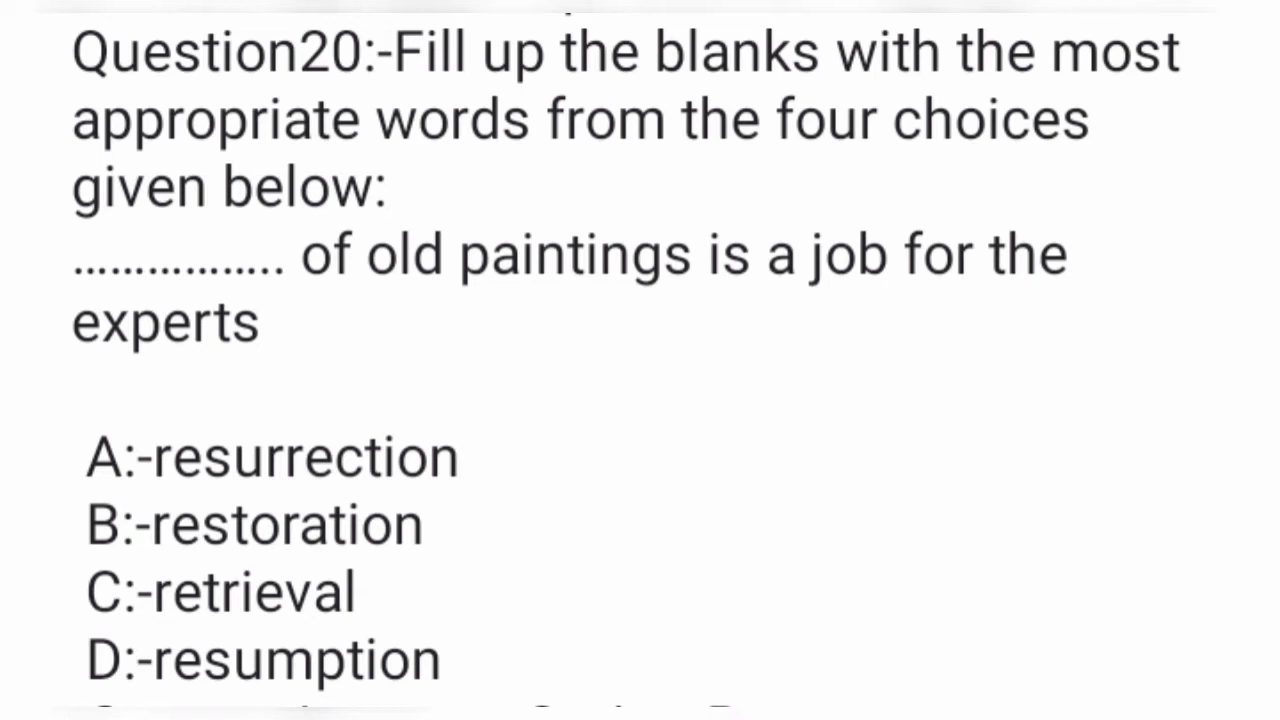 Question20:-Fill up the blanks with the most
appropriate words from the four choices
given below:
…………….. of old paintings is a job for the
experts
A:-resurrection
B:-restoration
C:-retrieval
D:-resumption